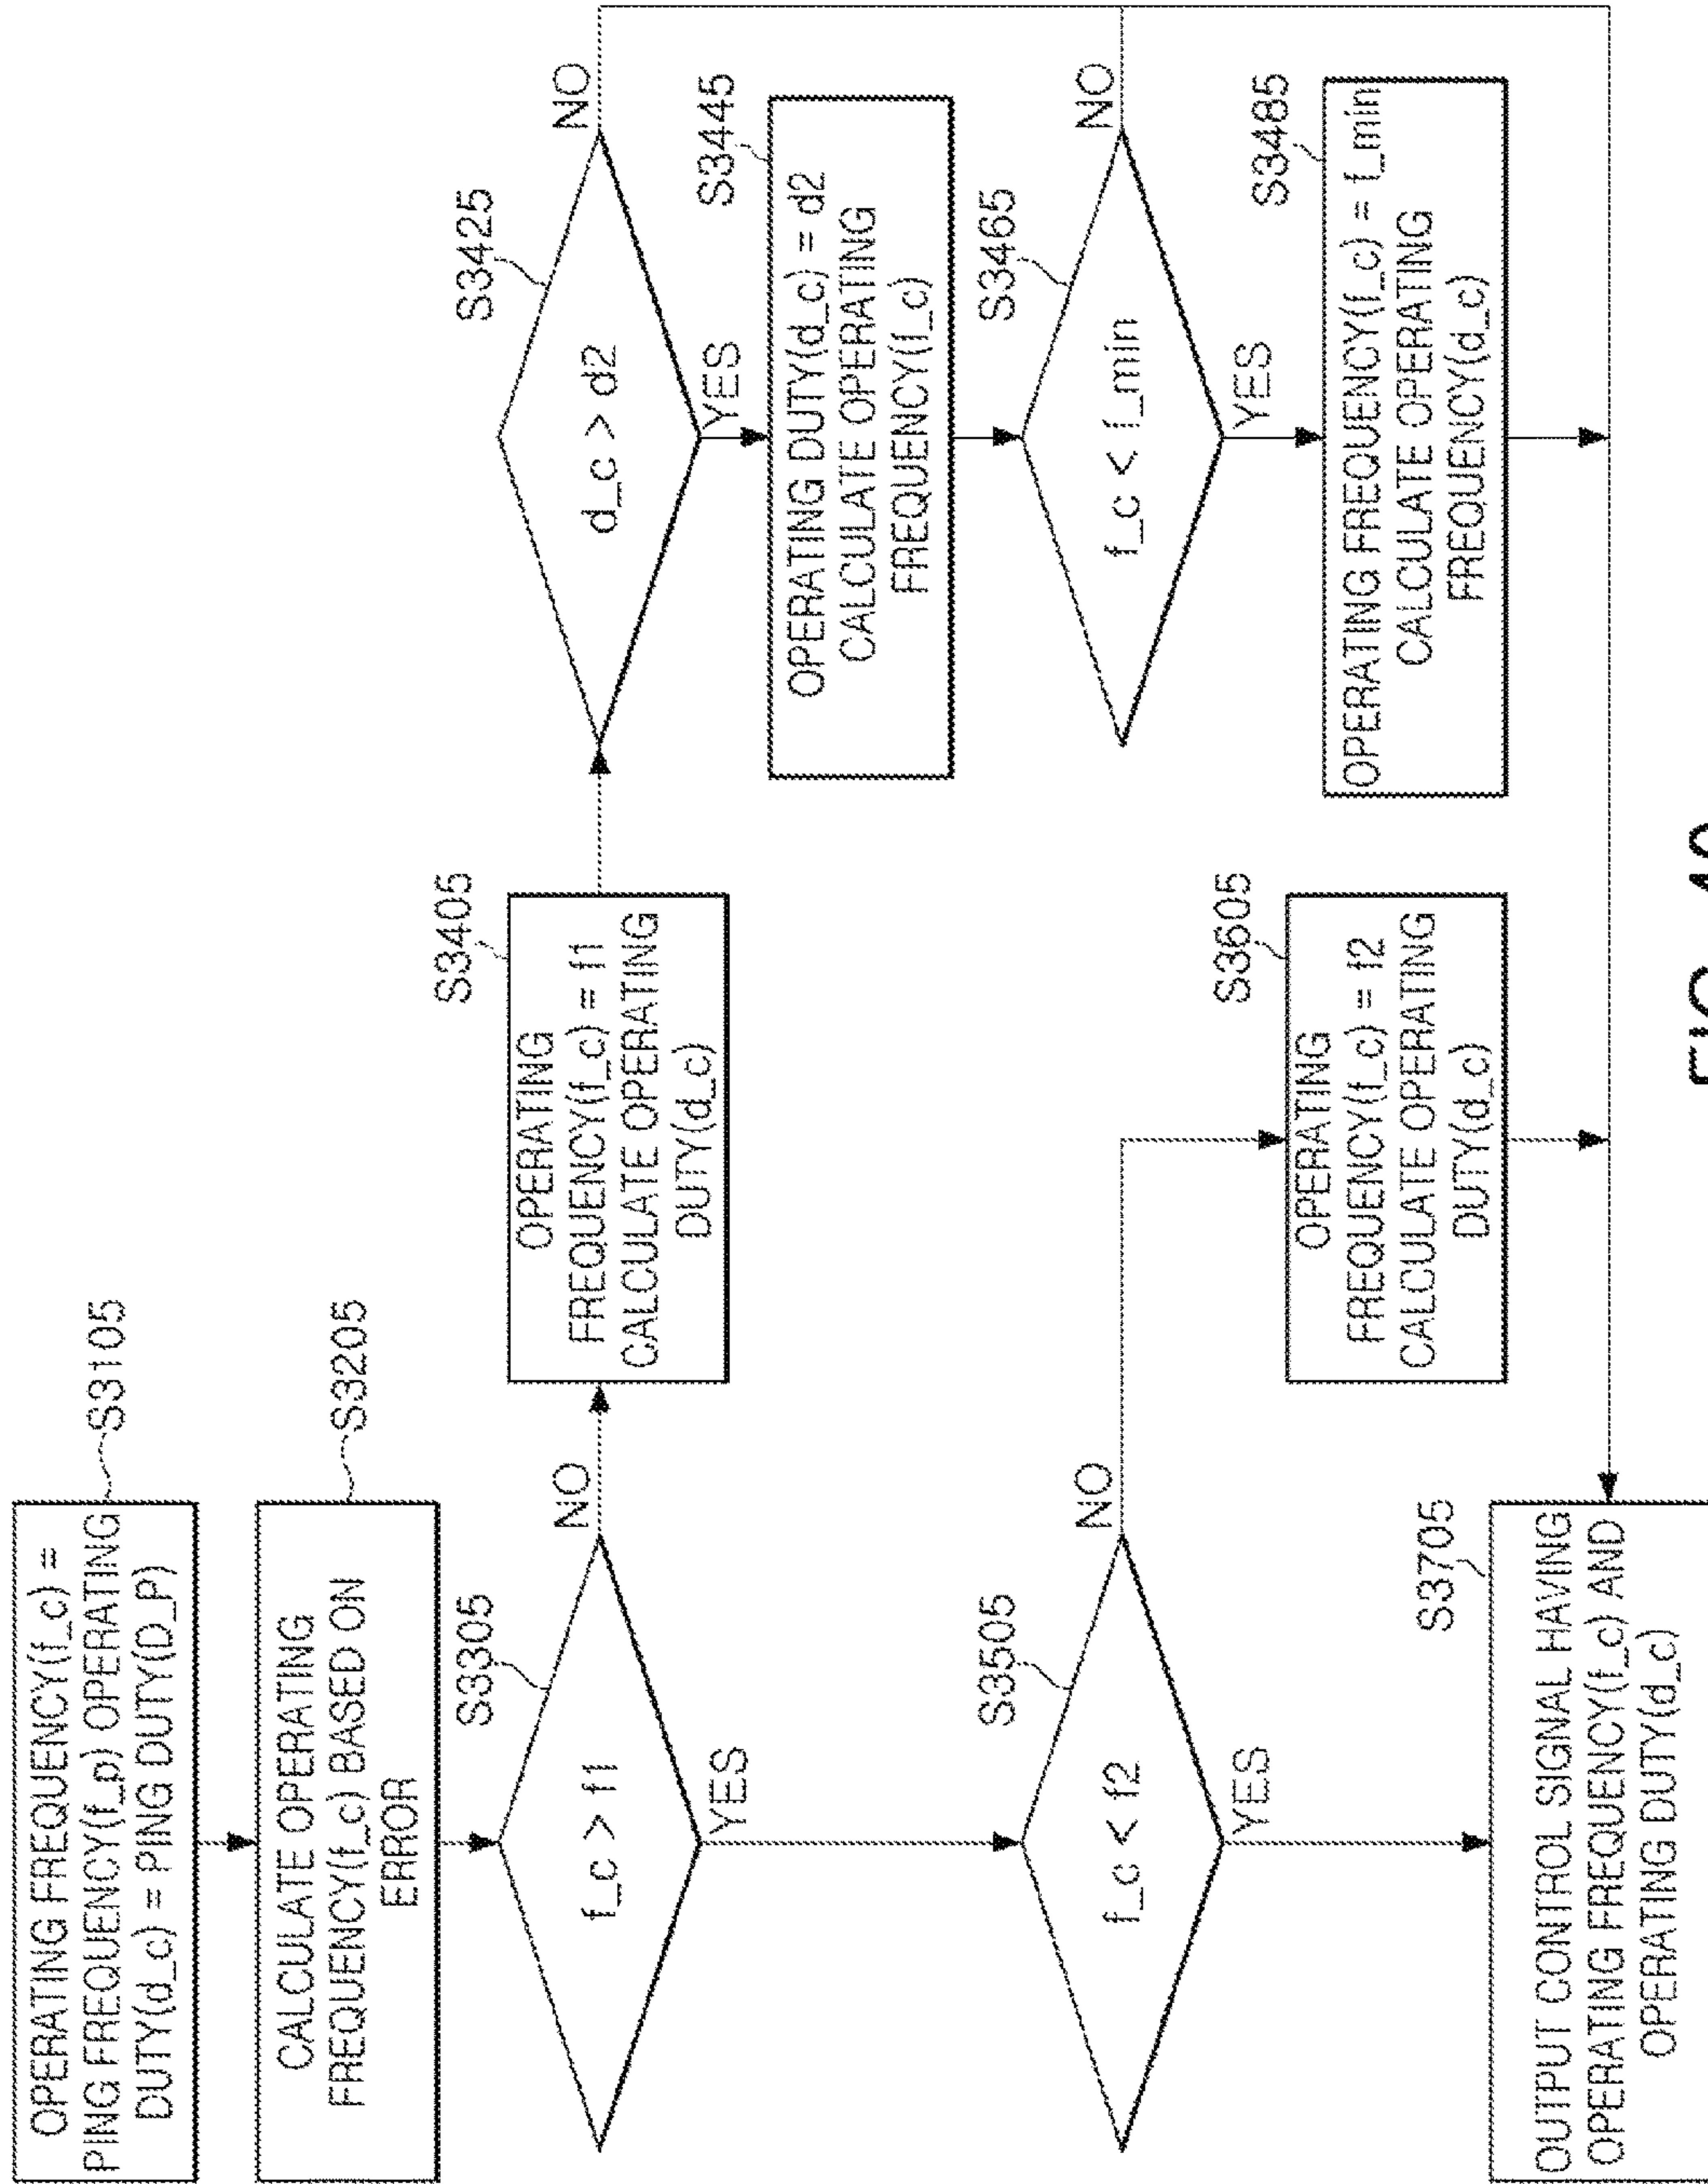 OPERATING FREQUENCY(f_c) =
PING FREQUENCY(f_p) OPERATING
DUTY(d_c) = PING DUTY(D_P)
S3105
CALCULATE OPERATING
FREQUENCY(f_c) BASED ON
ERROR
S3205
S3305
f_c > f1
NO
YES
S3405
OPERATING
FREQUENCY(f_c) = f1
CALCULATE OPERATING
DUTY(d_c)
S3425
d_c > d2
NO
YES
S3445
OPERATING DUTY(d_c) = d2
CALCULATE OPERATING
FREQUENCY(f_c)
S3465
f_c < f_min
NO
YES
S3485
OPERATING FREQUENCY(f_c) = f_min
CALCULATE OPERATING
FREQUENCY(d_c)
S3505
f_c < f2
NO
YES
S3605
OPERATING
FREQUENCY(f_c) = f2
CALCULATE OPERATING
DUTY(d_c)
S3705
OUTPUT CONTROL SIGNAL HAVING
OPERATING FREQUENCY(f_c) AND
OPERATING DUTY(d_c)